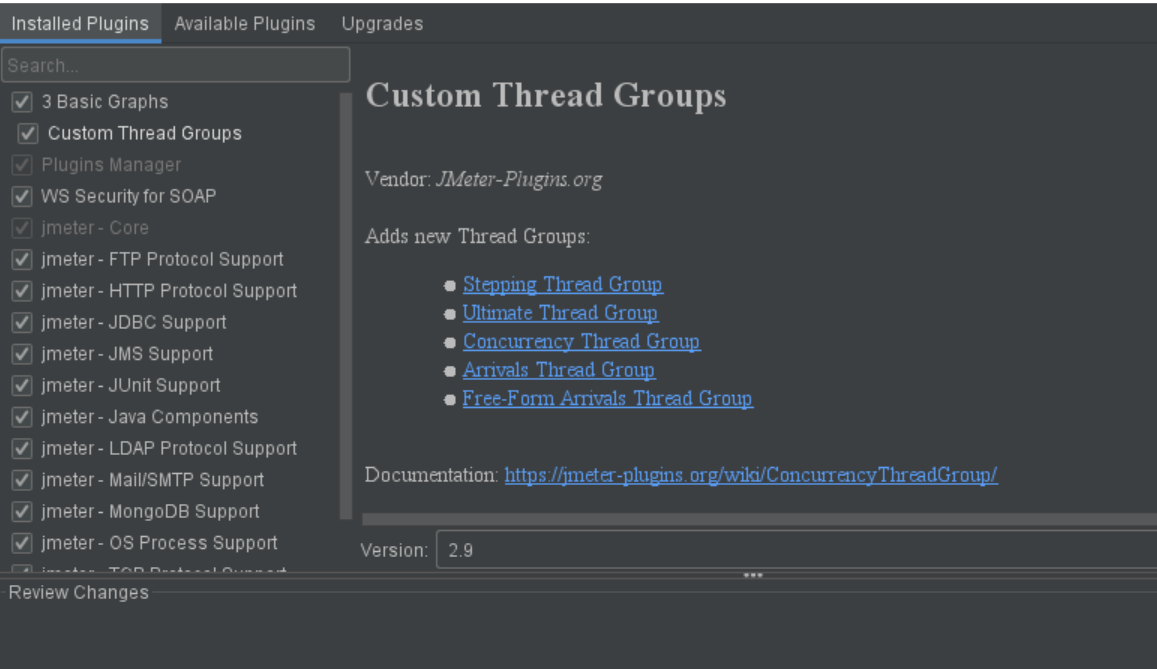 Installed Plugins Available Plugins Upgrades
Search...
3 Basic Graphs
Custom Thread Groups
Plugins Manager
WS Security for SOAP
jmeter - Core
jmeter - FTP Protocol Support
jmeter - HTTP Protocol Support
jmeter - JDBC Support
jmeter - JMS Support
jmeter - JUnit Support
jmeter - Java Components
jmeter - LDAP Protocol Support
jmeter - Mail/SMTP Support
jmeter - MongoDB Support
jmeter - OS Process Support
jmeter - TCP Protocol Support
Custom Thread Groups
Vendor: JMeter-Plugins.org
Adds new Thread Groups:
Stepping Thread Group
Ultimate Thread Group
Concurrency Thread Group
Arrivals Thread Group
Free-Form Arrivals Thread Group
Documentation: https://jmeter-plugins.org/wiki/ConcurrencyThreadGroup/
Version: 2.9
Review Changes